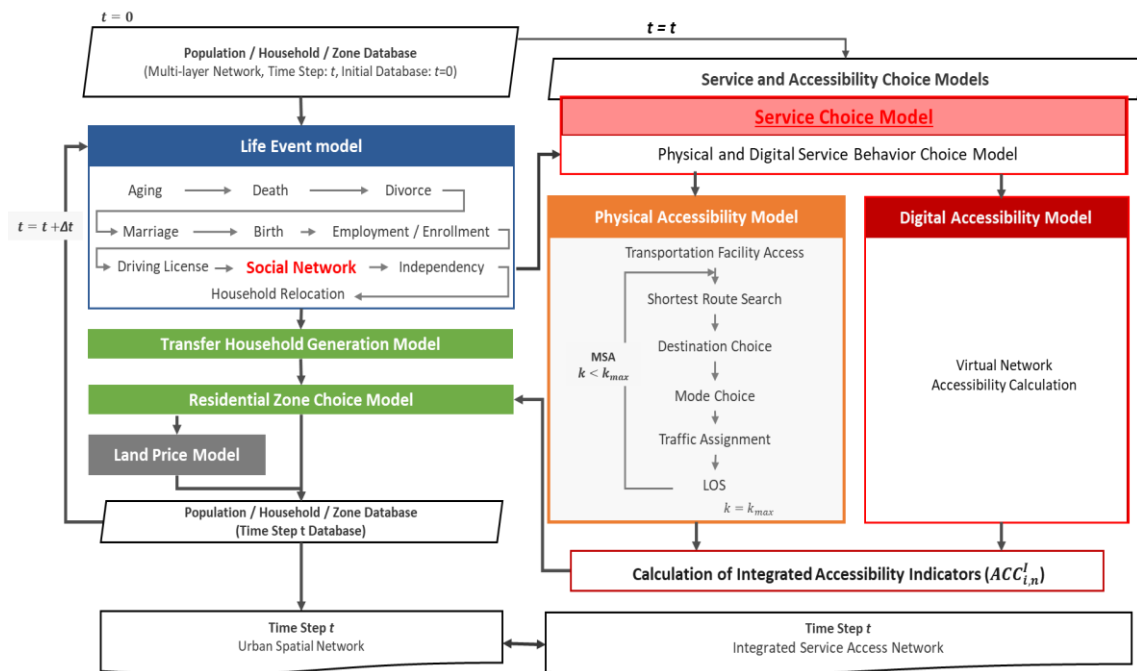 t = 0
t = t
Population / Household / Zone Database
(Multi-layer Network, Time Step: t, Initial Database: t=0)
Service and Accessibility Choice Models
Service Choice Model
Physical and Digital Service Behavior Choice Model
Life Event model
Aging
Death
Divorce
Marriage
Birth
Employment / Enrollment
Driving License
Social Network
Independency
Household Relocation
t = t +Δt
Transfer Household Generation Model
Residential Zone Choice Model
Land Price Model
Population / Household / Zone Database
(Time Step t Database)
Physical Accessibility Model
Transportation Facility Access
Shortest Route Search
Destination Choice
MSA
k < kmax
Mode Choice
Traffic Assignment
LOS
k = kmax
Digital Accessibility Model
Virtual Network
Accessibility Calculation
Calculation of Integrated Accessibility Indicators (ACC^I_{i,n})
Time Step t
Urban Spatial Network
Time Step t
Integrated Service Access Network